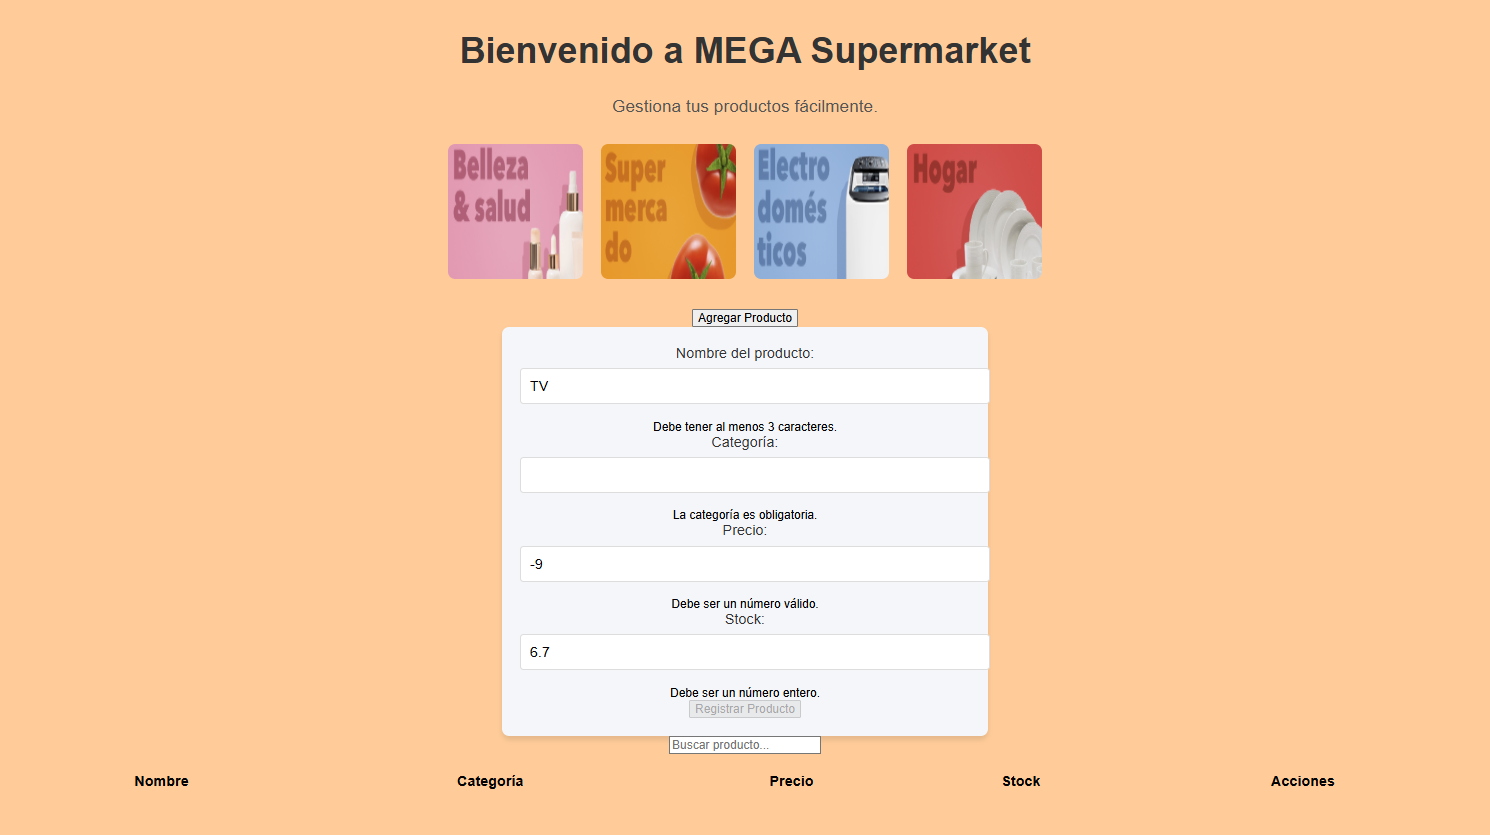 Bienvenido a MEGA Supermarket
Gestiona tus productos fácilmente.
Belleza
& salud
Super
merca
do
Electro
domés
ticos
Hogar
Agregar Producto
Nombre del producto:
TV
Debe tener al menos 3 caracteres.
Categoría:
La categoría es obligatoria.
Precio:
-9
Debe ser un número válido.
Stock:
6.7
Debe ser un número entero.
Registrar Producto
Buscar producto...
Nombre Categoría Precio Stock Acciones